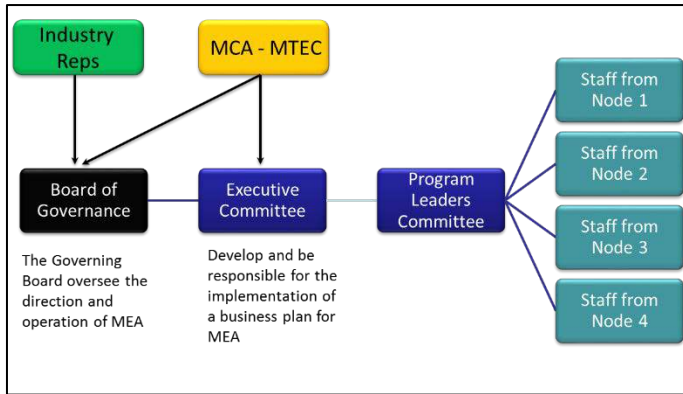 Industry
Reps
MCA - MTEC
Staff from
Node 1
Staff from
Node 2
Board of
Governance
Executive
Committee
Program
Leaders
Committee
Staff from
Node 3
Staff from
Node 4
The Governing
Board oversee the
direction and
operation of MEA
Develop and be
responsible for the
implementation of
a business plan for
MEA